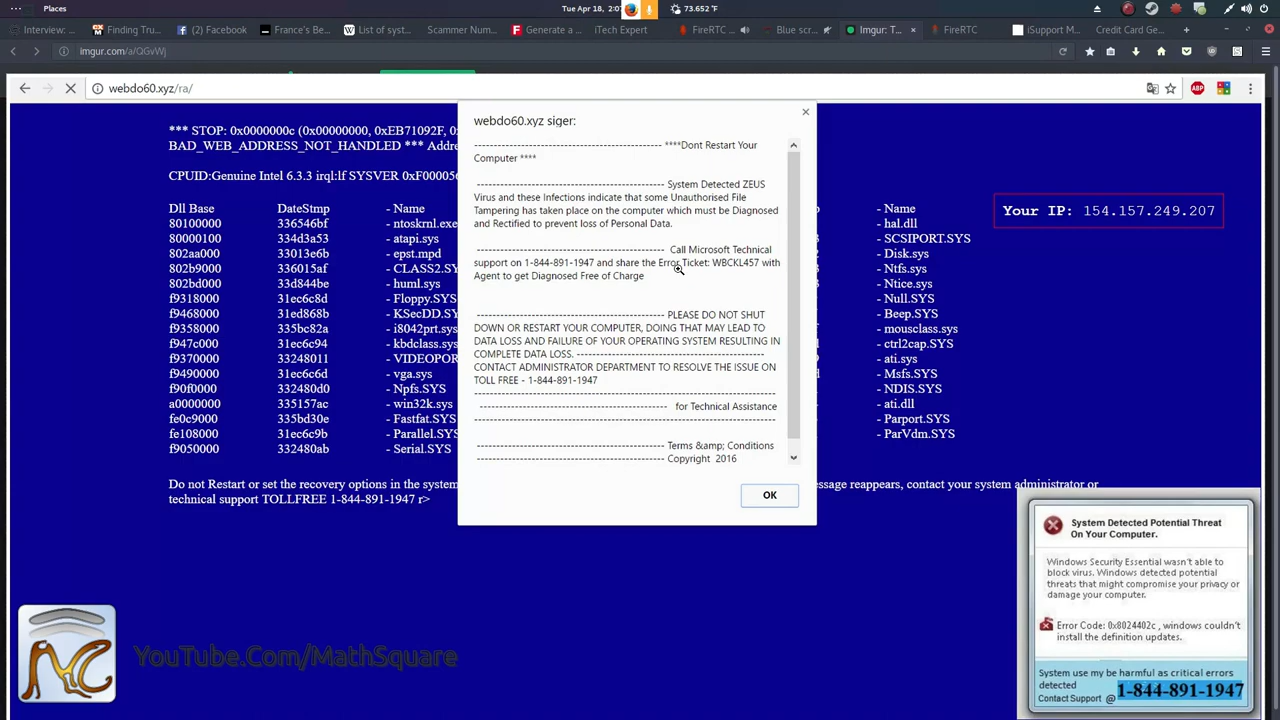 Places
Tue Apr 18, 2:0
73.652 °F
Interview:
Finding Tru
(2) Facebook
France's Be
List of syst
Scammer Num
Generate a
iTech Expert
FireRTC
Blue scr
Imgur: T
FireRTC
iSupport M
Credit Card Ge
imgur.com/a/QGvWj
webdo60.xyz/ra/
ABP
*** STOP: 0x0000000c (0x00000000, 0xEB71092F,
BAD_WEB_ADDRESS_NOT_HANDLED *** Addre
CPUID:Genuine Intel 6.3.3 irql:lf SYSVER 0xF00005
Dll Base DateStmp - Name
80100000 336546bf - ntoskrnl.exe
80000100 334d3a53 - atapi.sys
802aa000 33013e6b - epst.mpd
802b9000 336015af - CLASS2.S
802b9000 33d844be - huml.sys
f9318000 31ec6c8d - Floppy.SYS
f9468000 31ec6c99 - KSecDD.S
f9358000 335bc82a - i8042prt.sys
f947c000 31ec6c94 - kbdclass.sys
f9370000 33248011 - VIDEOPOR
f9490000 31ec6c6d - vga.sys
f90f0000 332480d0 - Npfs.SYS
a0000000 335157ac - win32k.sys
fe0c9000 335bd30e - Fastfat.SYS
fe108000 31ec6c9b - Parallel.SYS
f9050000 332480ab - Serial.SYS
- Name
- hal.dll
- SCSIPORT.SYS
- Disk.sys
- Ntfs.sys
- Ntice.sys
- Null.SYS
- Beep.SYS
- mousclass.sys
- ctrl2cap.SYS
- ati.sys
- Msfs.SYS
- NDIS.SYS
- ati.dll
- Parport.SYS
- ParVdm.SYS
Your IP: 154.157.249.207
Do not Restart or set the recovery options in the system
essage reappears, contact your system administrator or
technical support TOLLFREE 1-844-891-1947 r>
webdo60.xyz siger:
---------------------------------------------- ****Dont Restart Your
Computer ****
---------------------------------------------- System Detected ZEUS
Virus and these Infections indicate that some Unauthorised File
Tampering has taken place on the computer which must be Diagnosed
and Rectified to prevent loss of Personal Data.
---------------------------------------------- Call Microsoft Technical
support on 1-844-891-1947 and share the Error Ticket: WBCKL457 with
Agent to get Diagnosed Free of Charge
---------------------------------------------- PLEASE DO NOT SHUT
DOWN OR RESTART YOUR COMPUTER, DOING THAT MAY LEAD TO
DATA LOSS AND FAILURE OF YOUR OPERATING SYSTEM RESULTING IN
COMPLETE DATA LOSS. ----------------------------------------------
CONTACT ADMINISTRATOR DEPARTMENT TO RESOLVE THE ISSUE ON
TOLL FREE - 1-844-891-1947
--------------------------------------------------------------------------
---------------------------------------------- for Technical Assistance
--------------------------------------------------------------------------
---------------------------------------------- Terms &amp; Conditions
---------------------------------------------- Copyright 2016
OK
System Detected Potential Threat
On Your Computer.
Windows Security Essential wasn't able to
block virus. Windows detected potential
threats that might compromise your privacy or
damage your computer.
Error Code: 0x8024402c , windows couldn't
install the definition updates.
System use my be harmful as critical errors
detected
Contact Support @ 1-844-891-1947
YouTube.Com/MathSquare